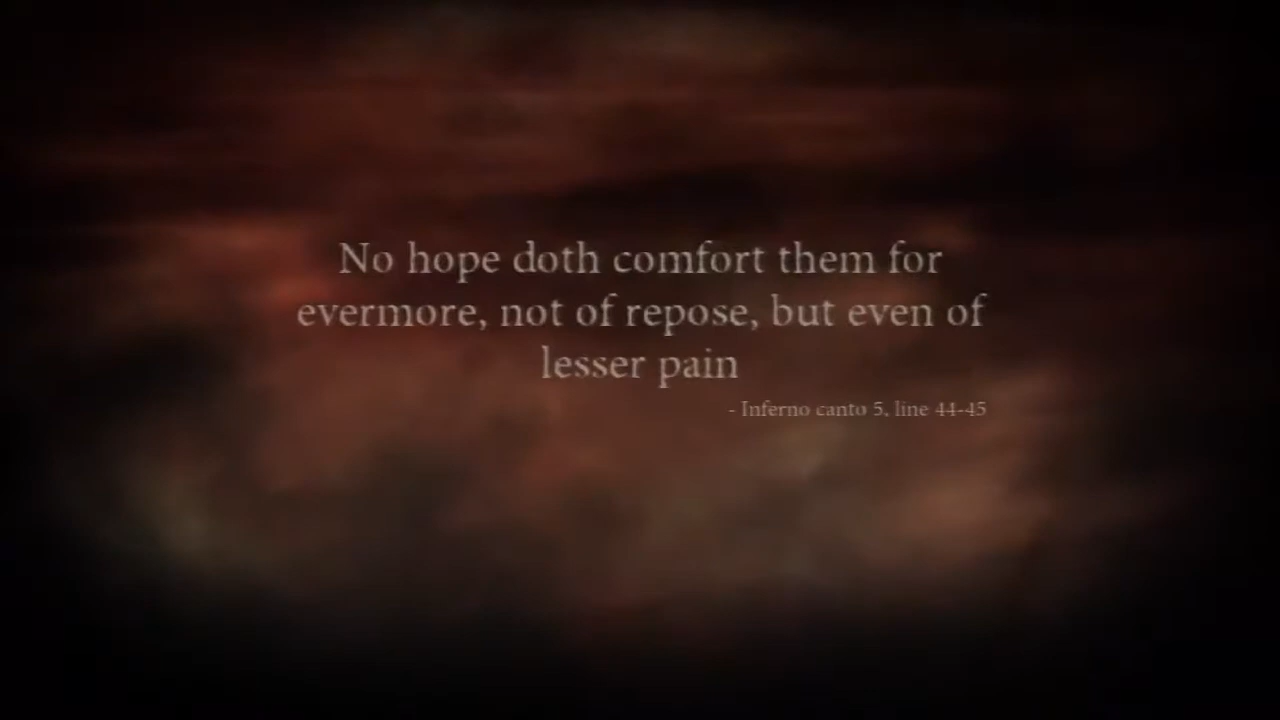 No hope doth comfort them for
evermore, not of repose, but even of
lesser pain
- Inferno canto 5, line 44-45